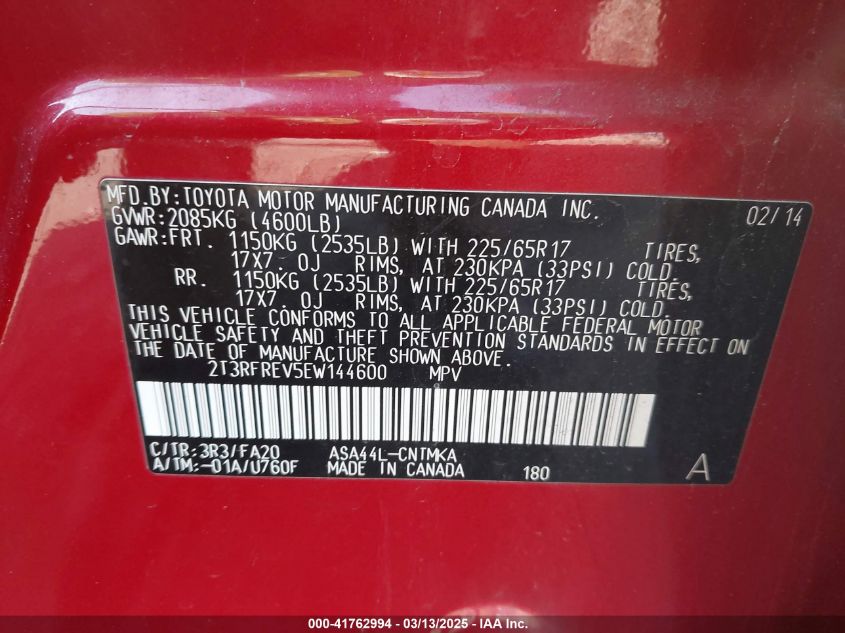 MFD.BY:TOYOTA MOTOR MANUFACTURING CANADA INC. 02/14
GVWR:2085KG (4600LB)
GAWR:FRT. 1150KG (2535LB) WITH 225/65R17 TIRES,
17X7.0J RIMS, AT 230KPA (33PSI) COLD.
RR. 1150KG (2535LB) WITH 225/65R17 TIRES,
17X7.0J RIMS, AT 230KPA (33PSI) COLD.
THIS VEHICLE CONFORMS TO ALL APPLICABLE FEDERAL MOTOR
VEHICLE SAFETY AND THEFT PREVENTION STANDARDS IN EFFECT ON
THE DATE OF MANUFACTURE SHOWN ABOVE.
2T3RFREV5EW144600 MPV
C/TR:3R3/FA20 ASA44L-CNTMKA
A/TM:-01A/U760F MADE IN CANADA 180 A
000-41762994 - 03/13/2025 - IAA Inc.